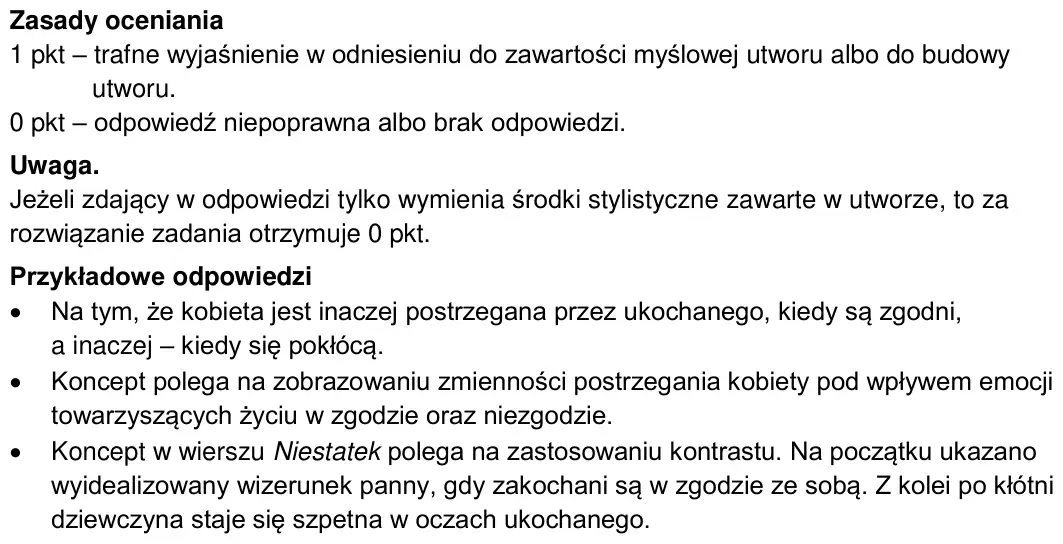 Zasady oceniania
1 pkt – trafne wyjaśnienie w odniesieniu do zawartości myślowej utworu albo do budowy
utworu.
0 pkt – odpowiedź niepoprawna albo brak odpowiedzi.
Uwaga.
Jeżeli zdający w odpowiedzi tylko wymienia środki stylistyczne zawarte w utworze, to za
rozwiązanie zadania otrzymuje 0 pkt.
Przykładowe odpowiedzi
• Na tym, że kobieta jest inaczej postrzegana przez ukochanego, kiedy są zgodni,
a inaczej – kiedy się pokłócą.
• Koncept polega na zobrazowaniu zmienności postrzegania kobiety pod wpływem emocji
towarzyszących życiu w zgodzie oraz niezgodzie.
• Koncept w wierszu Niestatek polega na zastosowaniu kontrastu. Na początku ukazano
wyidealizowany wizerunek panny, gdy zakochani są w zgodzie ze sobą. Z kolei po kłótni
dziewczyna staje się szpetna w oczach ukochanego.